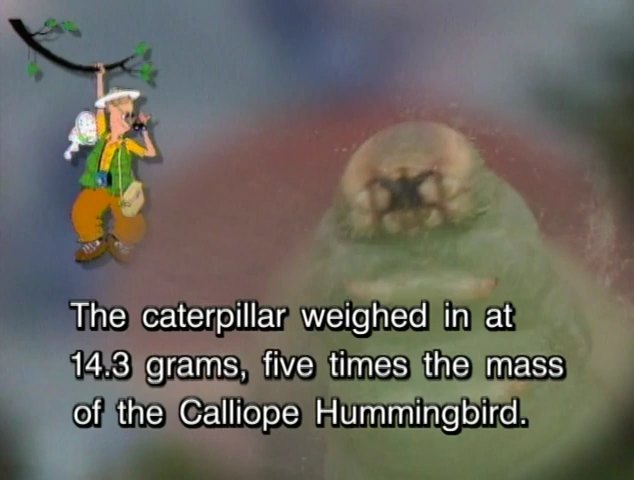 The caterpillar weighed in at
14.3 grams, five times the mass
of the Calliope Hummingbird.